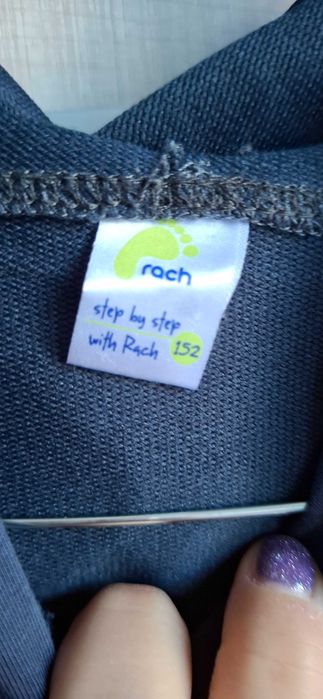 rach
step by step
with Rach 152